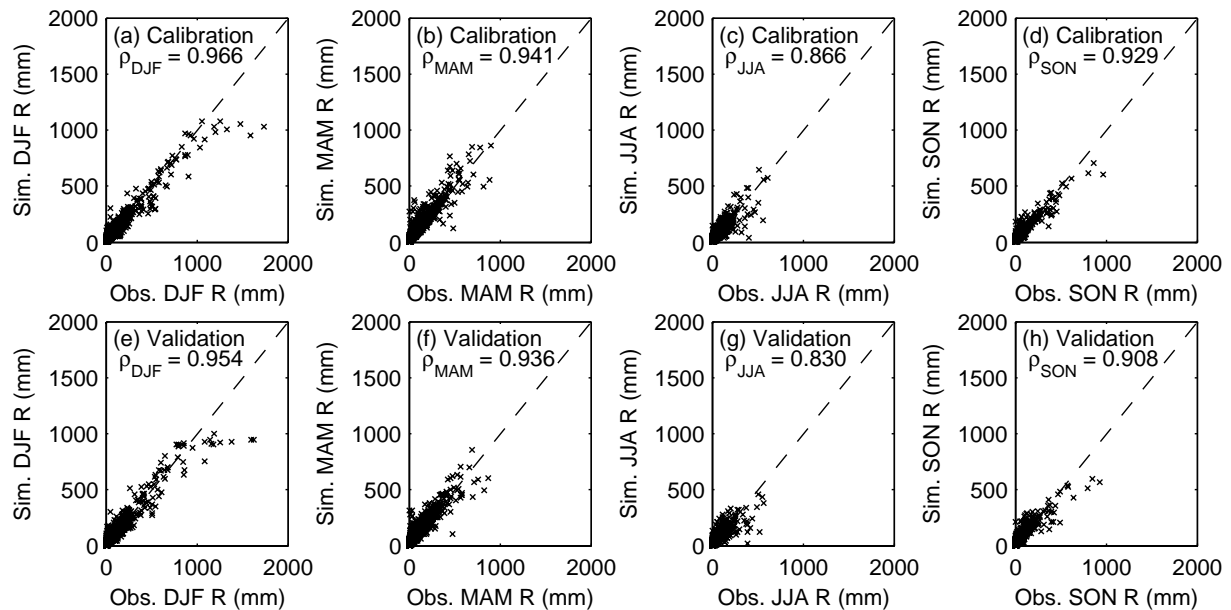 2000
1500
1000
500
0
Sim. DJF R (mm)
(a) Calibration
ρDJF = 0.966
0 1000 2000
Obs. DJF R (mm)
2000
1500
1000
500
0
Sim. MAM R (mm)
(b) Calibration
ρMAM = 0.941
0 1000 2000
Obs. MAM R (mm)
2000
1500
1000
500
0
Sim. JJA R (mm)
(c) Calibration
ρJJA = 0.866
0 1000 2000
Obs. JJA R (mm)
2000
1500
1000
500
0
Sim. SON R (mm)
(d) Calibration
ρSON = 0.929
0 1000 2000
Obs. SON R (mm)
2000
1500
1000
500
0
Sim. DJF R (mm)
(e) Validation
ρDJF = 0.954
0 1000 2000
Obs. DJF R (mm)
2000
1500
1000
500
0
Sim. MAM R (mm)
(f) Validation
ρMAM = 0.936
0 1000 2000
Obs. MAM R (mm)
2000
1500
1000
500
0
Sim. JJA R (mm)
(g) Validation
ρJJA = 0.830
0 1000 2000
Obs. JJA R (mm)
2000
1500
1000
500
0
Sim. SON R (mm)
(h) Validation
ρSON = 0.908
0 1000 2000
Obs. SON R (mm)